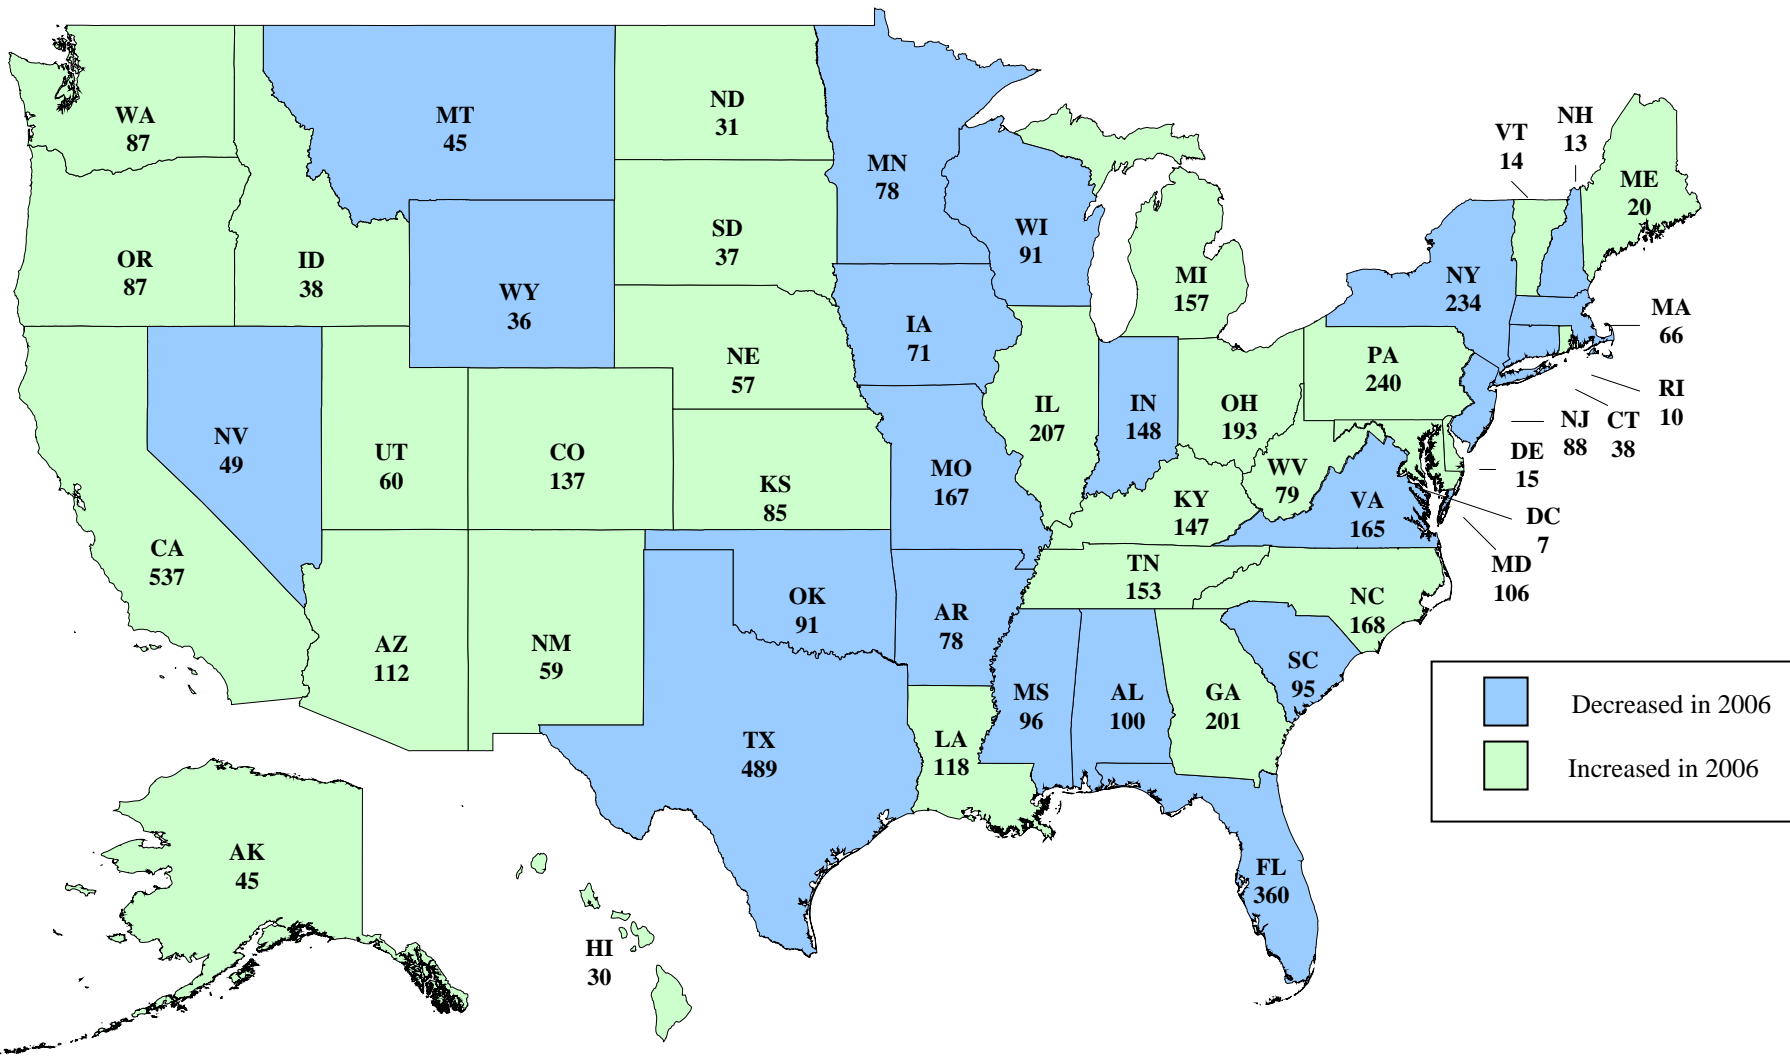 WA
87
MT
45
ND
31
MN
78
VT
14
NH
13
ME
20
OR
87
ID
38
WY
36
SD
37
WI
91
MI
157
NY
234
MA
66
NV
49
UT
60
CO
137
NE
57
IA
71
IL
207
IN
148
OH
193
PA
240
RI
10
NJ
88
CT
38
DE
15
KS
85
MO
167
KY
147
WV
79
VA
165
DC
7
MD
106
CA
537
AZ
112
NM
59
OK
91
AR
78
TN
153
NC
168
TX
489
LA
118
MS
96
AL
100
GA
201
SC
95
Decreased in 2006
Increased in 2006
AK
45
HI
30
FL
360